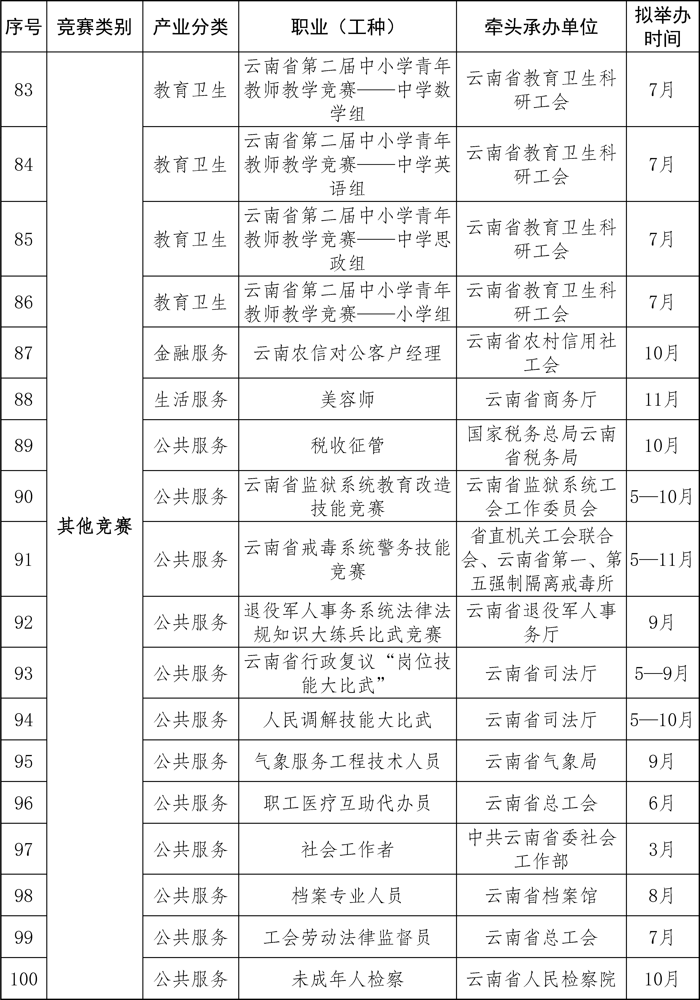 序号 竞赛类别 产业分类 职业（工种） 牵头承办单位 拟举办
时间
其他竞赛
83 教育卫生 云南省第二届中小学青年
教师教学竞赛——中学数
学组
云南省教育卫生科
研工会
7月
84 教育卫生 云南省第二届中小学青年
教师教学竞赛——中学英
语组
云南省教育卫生科
研工会
7月
85 教育卫生 云南省第二届中小学青年
教师教学竞赛——中学思
政组
云南省教育卫生科
研工会
7月
86 教育卫生 云南省第二届中小学青年
教师教学竞赛——小学组
云南省教育卫生科
研工会
7月
87 金融服务 云南农信对公客户经理
云南省农村信用社
工会
10月
88 生活服务 美容师 云南省商务厅 11月
89 公共服务 税收征管
国家税务总局云南
省税务局
10月
90 公共服务 云南省监狱系统教育改造
技能竞赛
云南省监狱系统工
会工作委员会
5—10月
91 公共服务 云南省戒毒系统警务技能
竞赛
省直机关工会联合
会、云南省第一、第
五强制隔离戒毒所
5—11月
92 公共服务 退役军人事务系统法律法
规知识大练兵比武竞赛
云南省退役军人事
务厅
9月
93 公共服务 云南省行政复议“岗位技
能大比武”
云南省司法厅
5—9月
94 公共服务 人民调解技能大比武 云南省司法厅 5—10月
95 公共服务 气象服务工程技术人员 云南省气象局 9月
96 公共服务 职工医疗互助代办员 云南省总工会 6月
97 公共服务 社会工作者
中共云南省委社会
工作部
3月
98 公共服务 档案专业人员 云南省档案馆 8月
99 公共服务 工会劳动法律监督员 云南省总工会 7月
100 公共服务 未成年人检察 云南省人民检察院 10月